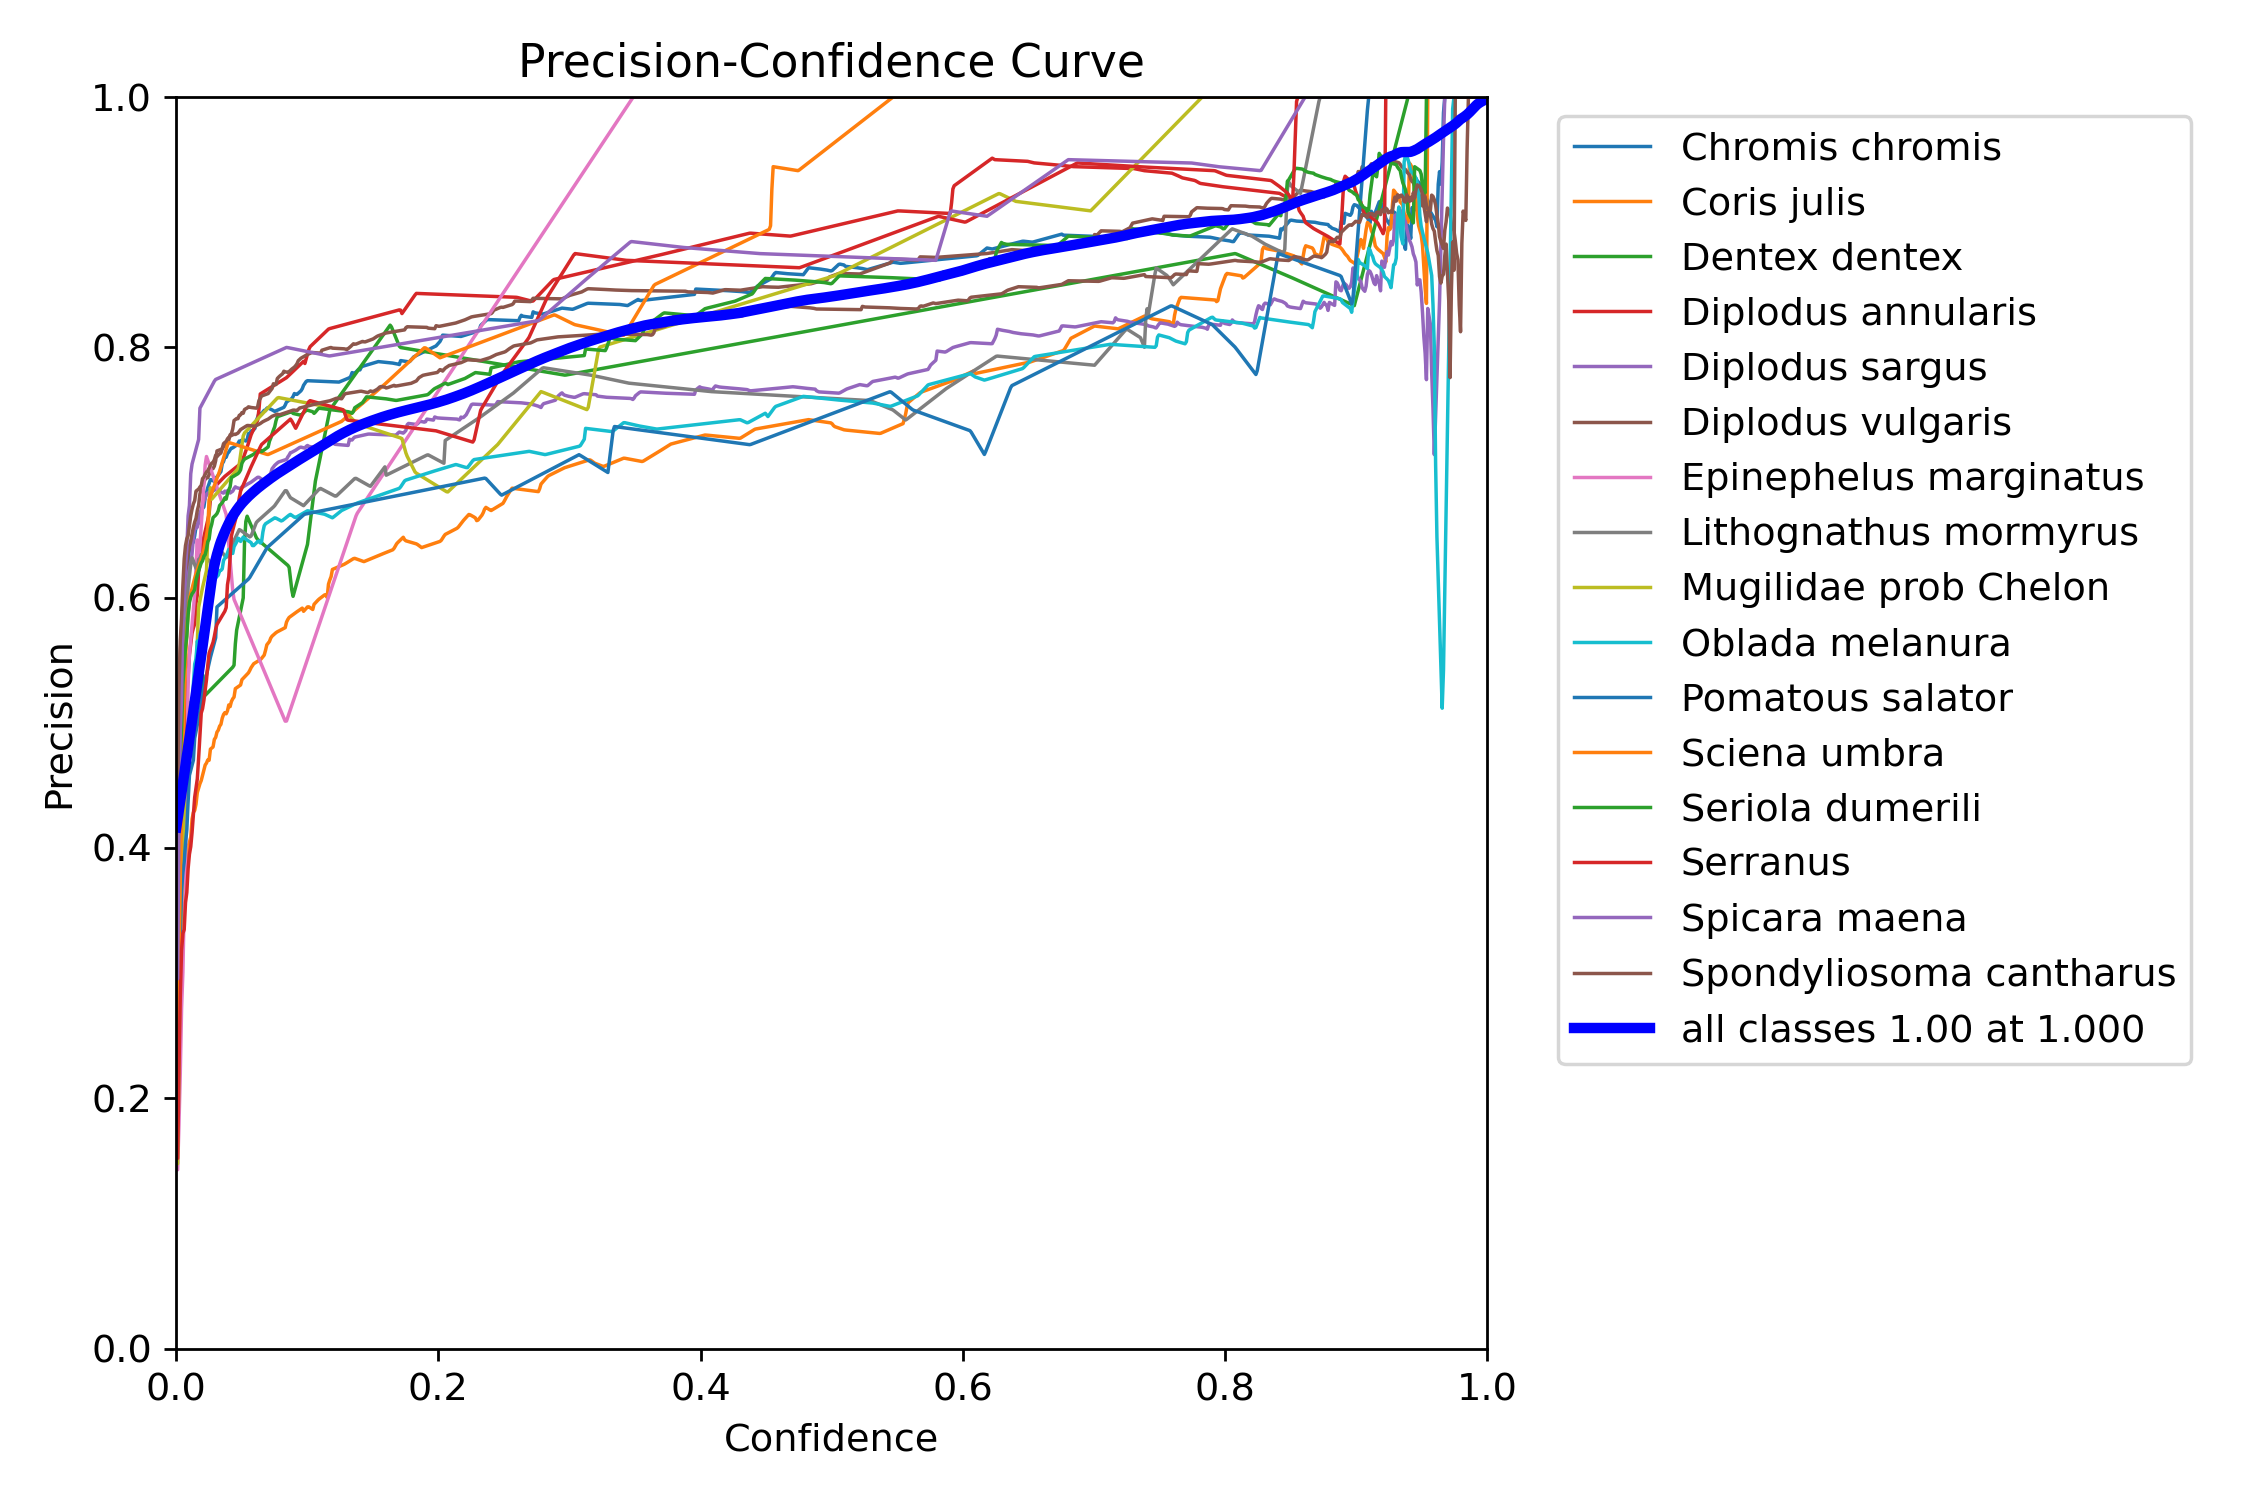 Precision-Confidence Curve
1.0
0.8
0.6
0.4
0.2
0.0
Precision
0.0 0.2 0.4 0.6 0.8 1.0
Confidence
Chromis chromis
Coris julis
Dentex dentex
Diplodus annularis
Diplodus sargus
Diplodus vulgaris
Epinephelus marginatus
Lithognathus mormyrus
Mugilidae prob Chelon
Oblada melanura
Pomatous salator
Sciena umbra
Seriola dumerili
Serranus
Spicara maena
Spondyliosoma cantharus
all classes 1.00 at 1.000